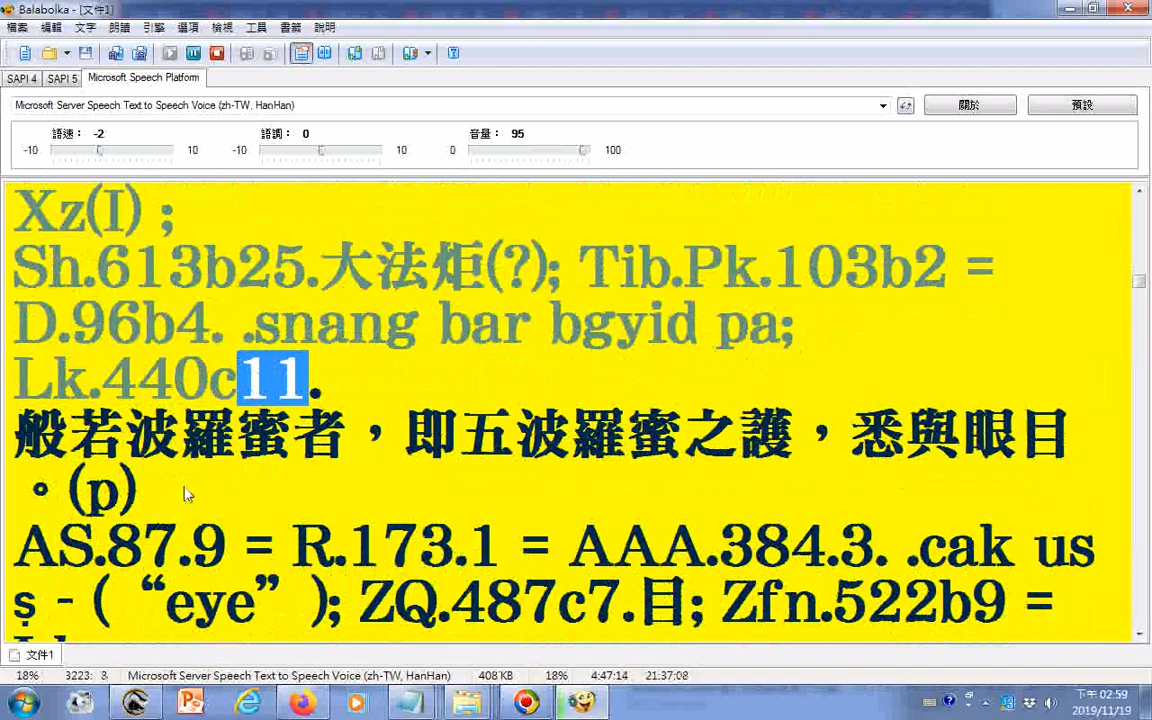 Balabolka - [文件1]
檔案 編輯 文字 朗讀 引擎 選項 檢視 工具 書籤 說明
SAPI 4 SAPI 5 Microsoft Speech Platform
Microsoft Server Speech Text to Speech Voice (zh-TW, HanHan) 關於 預設
語速： -2 語調： 0 音量： 95
-10 10 -10 10 0 100
Xz(I) ;
Sh.613b25.大法炬(?); Tib.Pk.103b2 =
D.96b4. .snang bar bgyid pa;
Lk.440c11.
般若波羅蜜者，即五波羅蜜之護，悉與眼目
。(p)
AS.87.9 = R.173.1 = AAA.384.3. .cak us
ṣ - (“eye”); ZQ.487c7.目; Zfn.522b9 =
文件1
18% 3223: 8 Microsoft Server Speech Text to Speech Voice (zh-TW, HanHan) 408 KB 18% 4:47:14 21:37:08
下午 02:59
2019/11/19